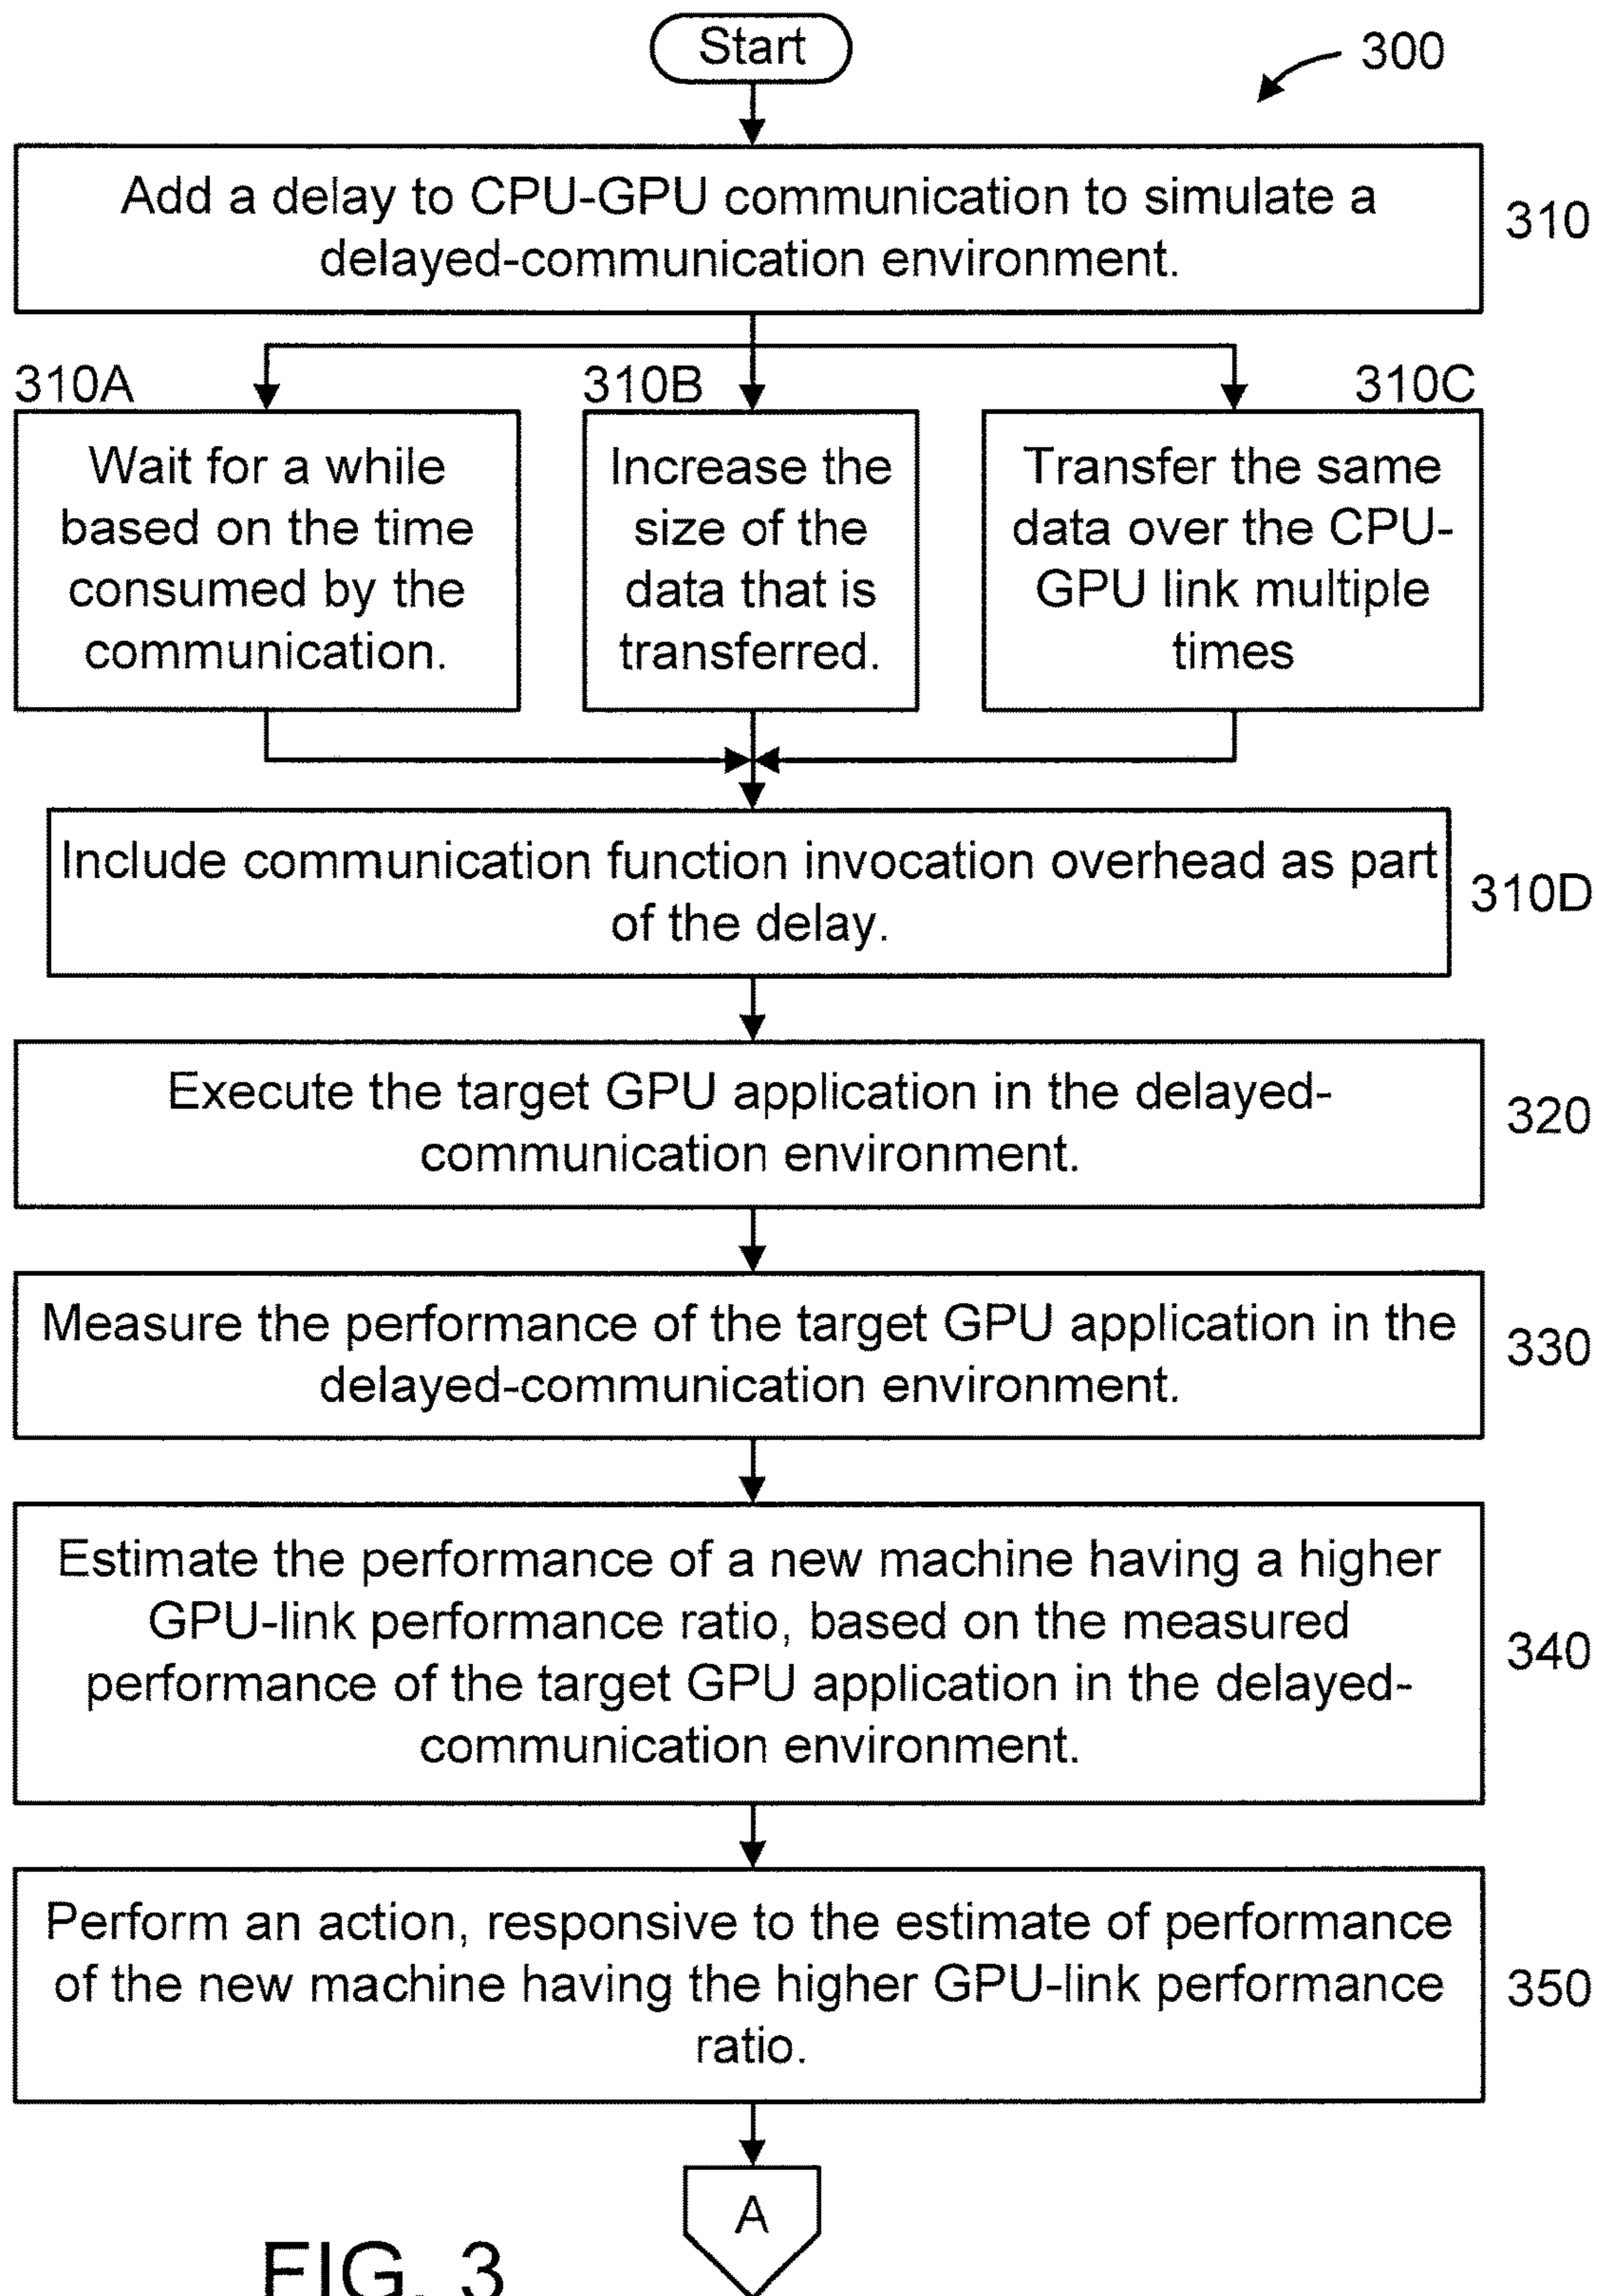 Start
300
Add a delay to CPU-GPU communication to simulate a
delayed-communication environment.
310
310A
Wait for a while
based on the time
consumed by the
communication.
310B
Increase the
size of the
data that is
transferred.
310C
Transfer the same
data over the CPU-
GPU link multiple
times
Include communication function invocation overhead as part
of the delay.
310D
Execute the target GPU application in the delayed-
communication environment.
320
Measure the performance of the target GPU application in the
delayed-communication environment.
330
Estimate the performance of a new machine having a higher
GPU-link performance ratio, based on the measured
performance of the target GPU application in the delayed-
communication environment.
340
Perform an action, responsive to the estimate of performance
of the new machine having the higher GPU-link performance
ratio.
350
A
FIG. 3